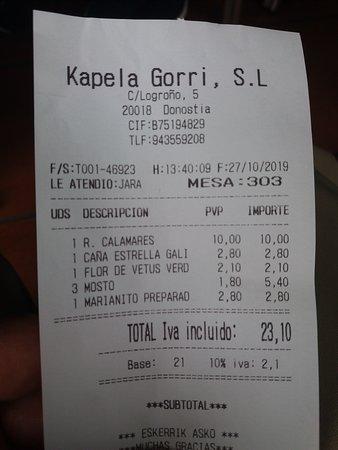 Kapela Gorri, S.L
C/Logroño, 5
20018 Donostia
CIF:B75194829
TLF:943559208
F/S:T001-46923 H:13:40:09 F:27/10/2019
LE ATENDIO:JARA MESA:303
UDS DESCRIPCION PVP IMPORTE
1 R. CALAMARES 10,00 10,00
1 CAÑA ESTRELLA GALI 2,80 2,80
1 FLOR DE VETUS VERD 2,10 2,10
3 MOSTO 1,80 5,40
1 MARIANITO PREPARAD 2,80 2,80
TOTAL Iva incluido: 23,10
Base: 21 10% iva: 2,1
***SUBTOTAL***
*** ESKERRIK ASKO ***
***MUCHAS GRACIAS***